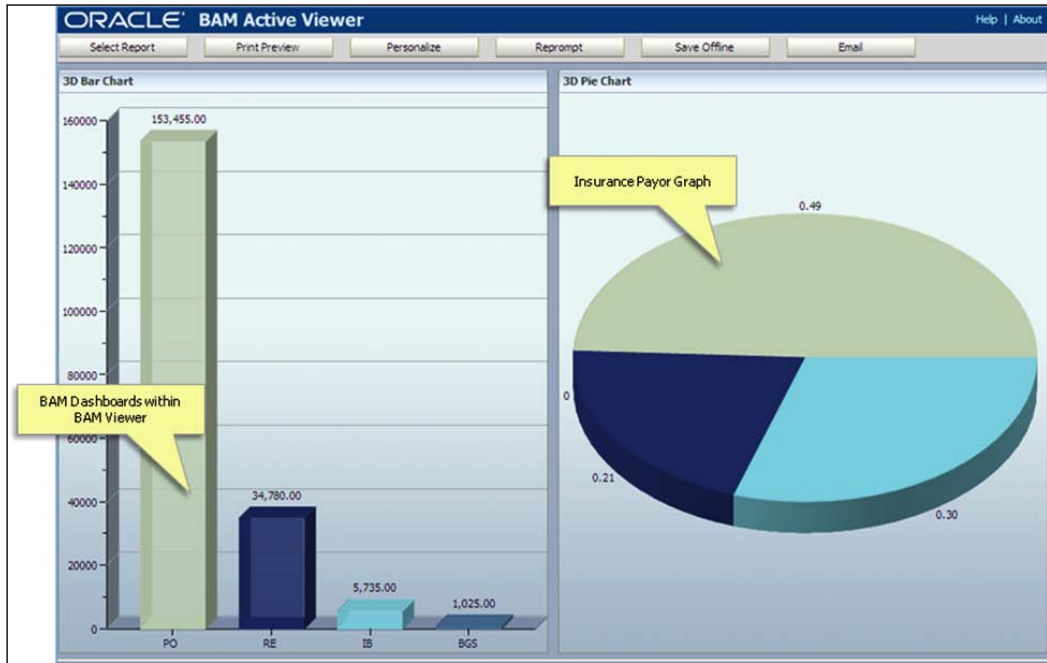 ORACLE BAM Active Viewer
Help | About
Select Report
Print Preview
Personalize
Reprompt
Save Offline
Email
3D Bar Chart
160000
140000
120000
100000
80000
60000
40000
20000
0
153,455.00
34,780.00
5,735.00
1,025.00
PO
RE
IB
BGS
BAM Dashboards within
BAM Viewer
3D Pie Chart
Insurance Payor Graph
0.49
0
0.21
0.30